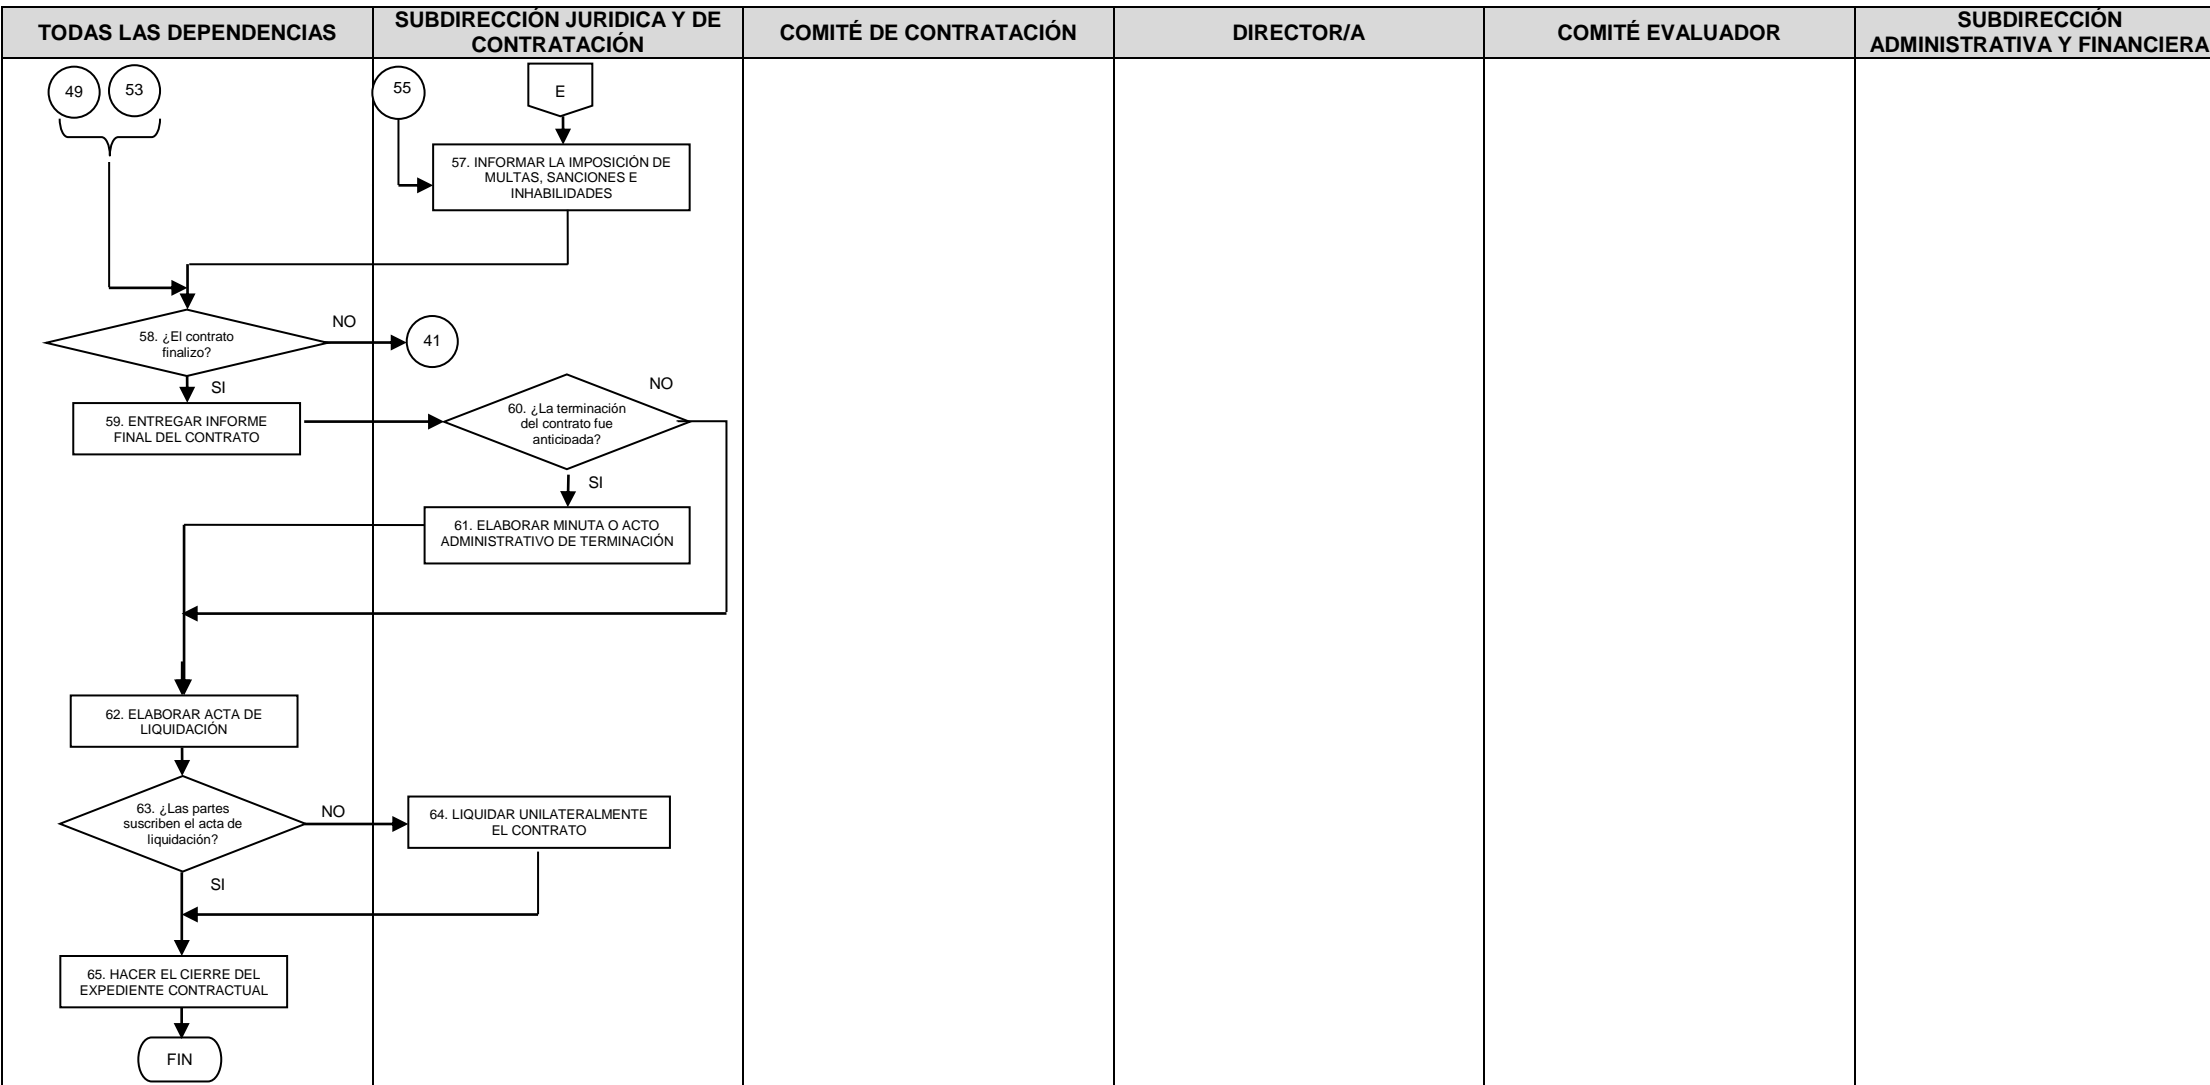 TODAS LAS DEPENDENCIAS
SUBDIRECCIÓN JURIDICA Y DE
CONTRATACIÓN
COMITÉ DE CONTRATACIÓN
DIRECTOR/A
COMITÉ EVALUADOR
SUBDIRECCIÓN
ADMINISTRATIVA Y FINANCIERA
49
53
55
E
57. INFORMAR LA IMPOSICIÓN DE
MULTAS, SANCIONES E
INHABILIDADES
58. ¿El contrato
finalizo?
NO
41
SI
59. ENTREGAR INFORME
FINAL DEL CONTRATO
60. ¿La terminación
del contrato fue
anticipada?
NO
SI
61. ELABORAR MINUTA O ACTO
ADMINISTRATIVO DE TERMINACIÓN
62. ELABORAR ACTA DE
LIQUIDACIÓN
63. ¿Las partes
suscriben el acta de
liquidación?
NO
64. LIQUIDAR UNILATERALMENTE
EL CONTRATO
SI
65. HACER EL CIERRE DEL
EXPEDIENTE CONTRACTUAL
FIN